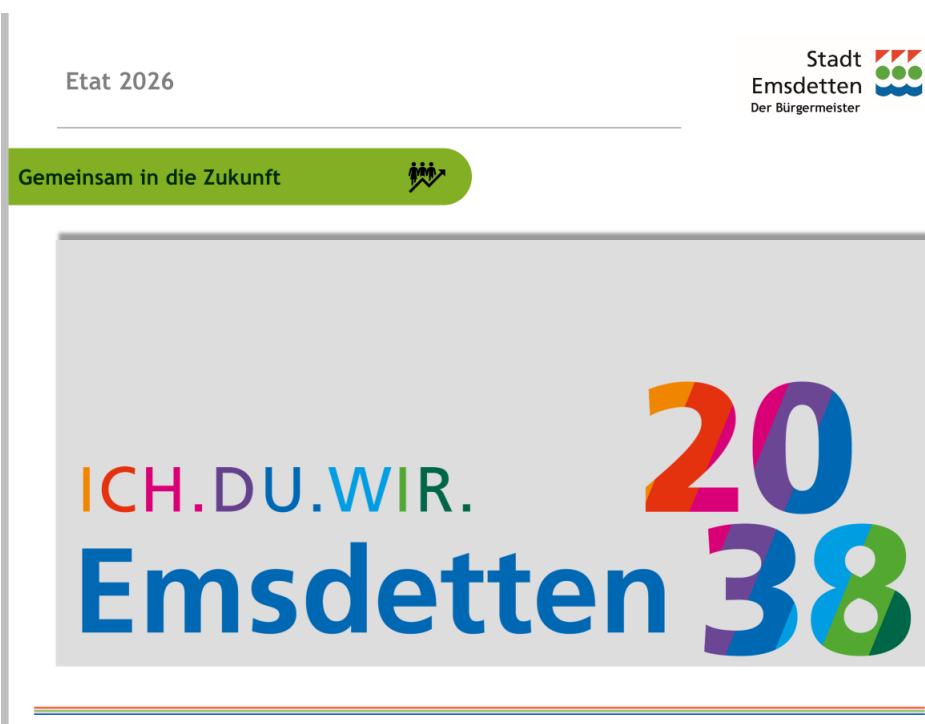 Etat 2026
Stadt
Emsdetten
Der Bürgermeister
Gemeinsam in die Zukunft
20
ICH.DU.WIR.
Emsdetten 38